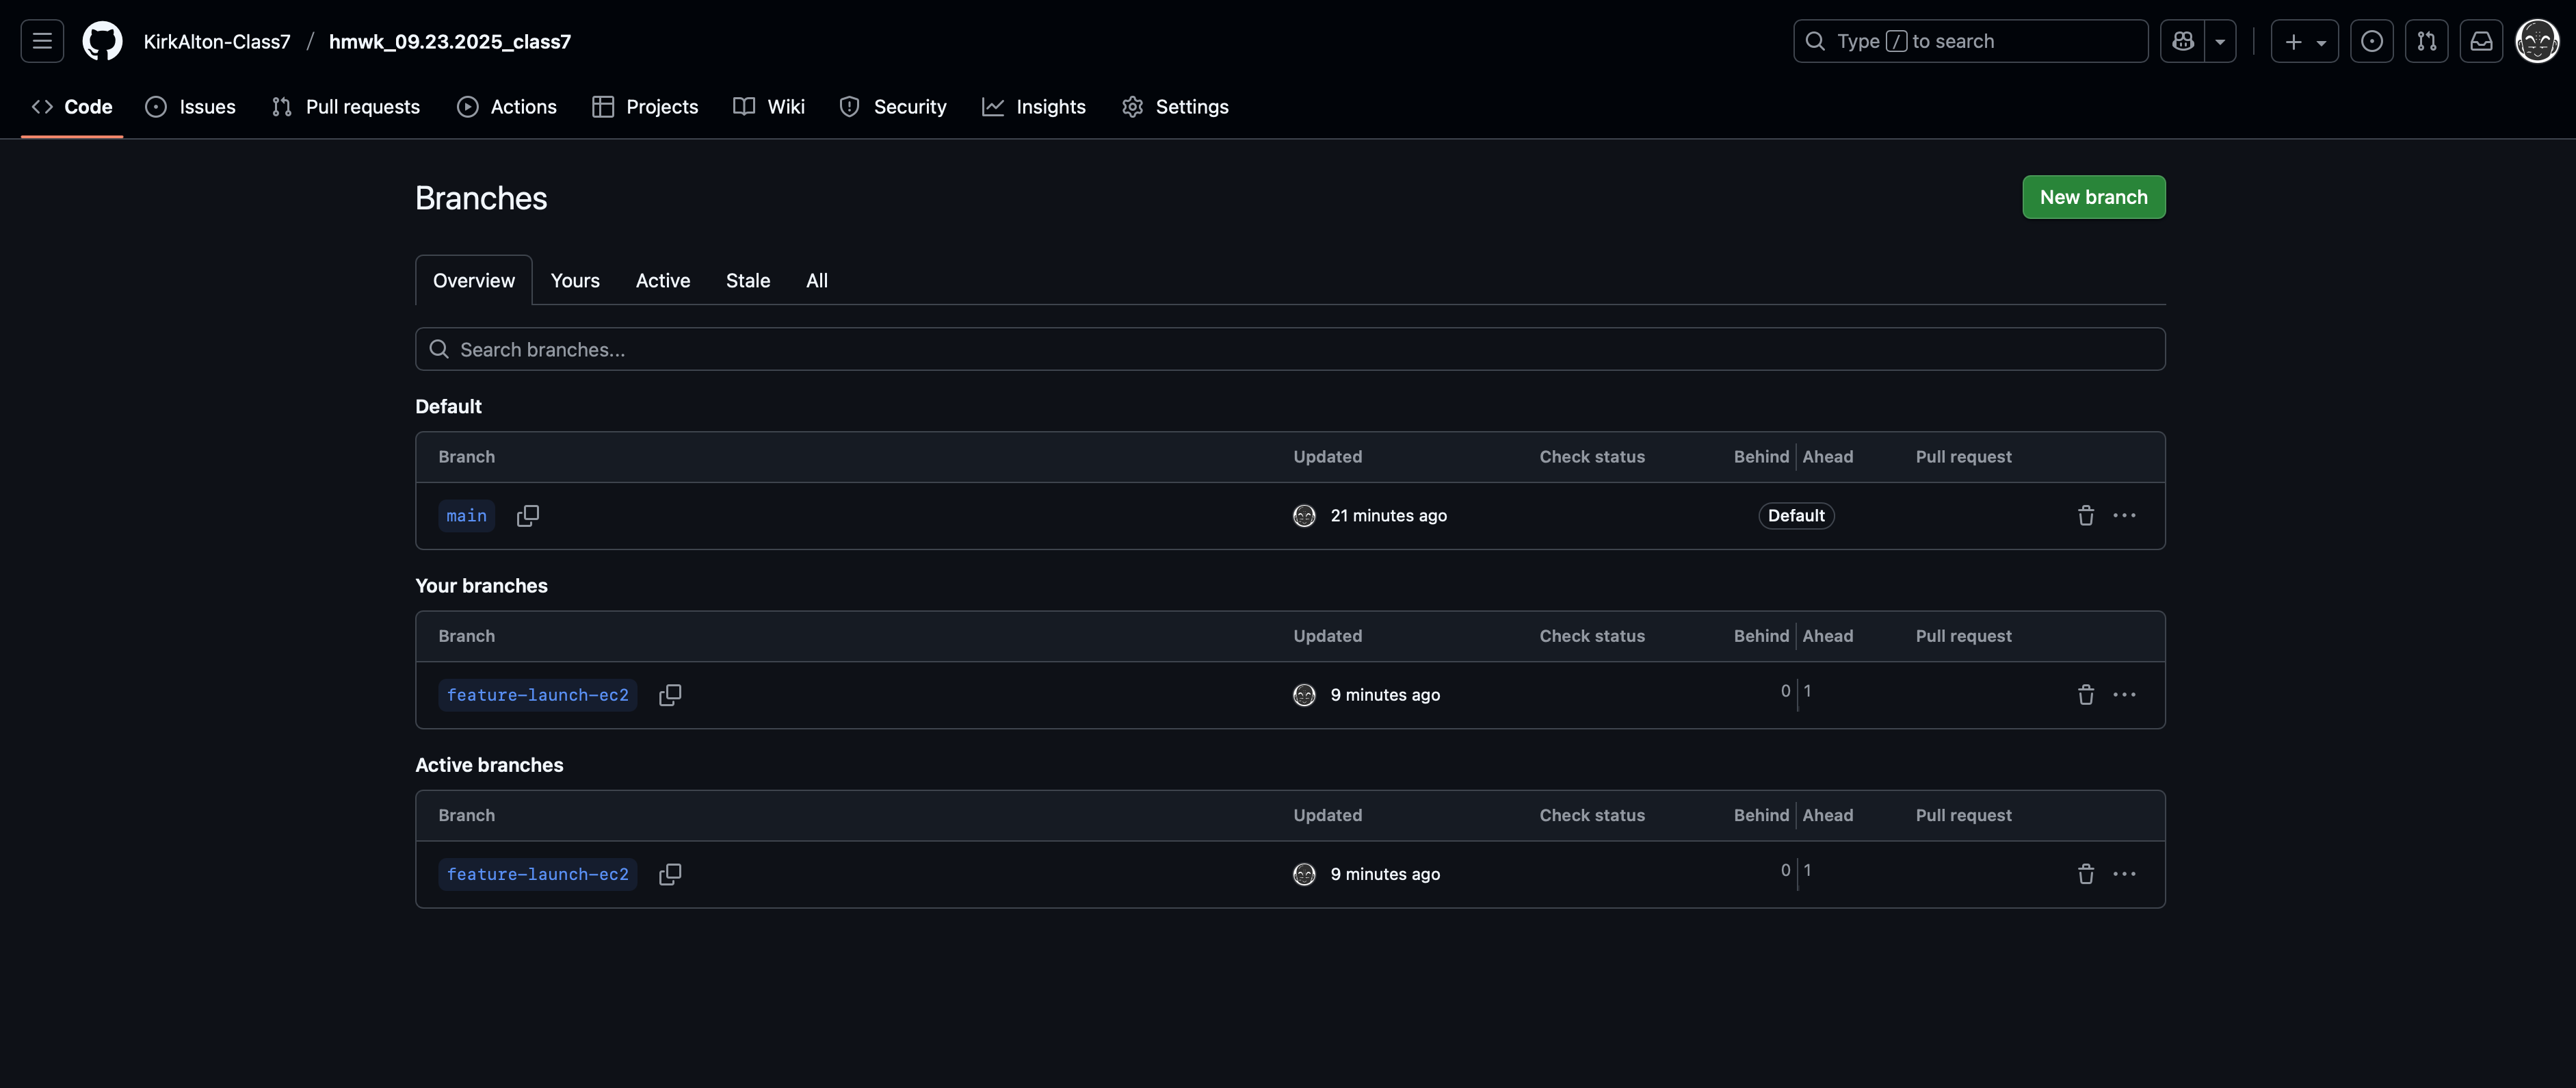 KirkAlton-Class7 / hmwk_09.23.2025_class7
Type / to search
Code Issues Pull requests Actions Projects Wiki Security Insights Settings
Branches
New branch
Overview Yours Active Stale All
Search branches...
Default
Branch Updated Check status Behind Ahead Pull request
main 21 minutes ago Default
Your branches
Branch Updated Check status Behind Ahead Pull request
feature-launch-ec2 9 minutes ago 0 1
Active branches
Branch Updated Check status Behind Ahead Pull request
feature-launch-ec2 9 minutes ago 0 1